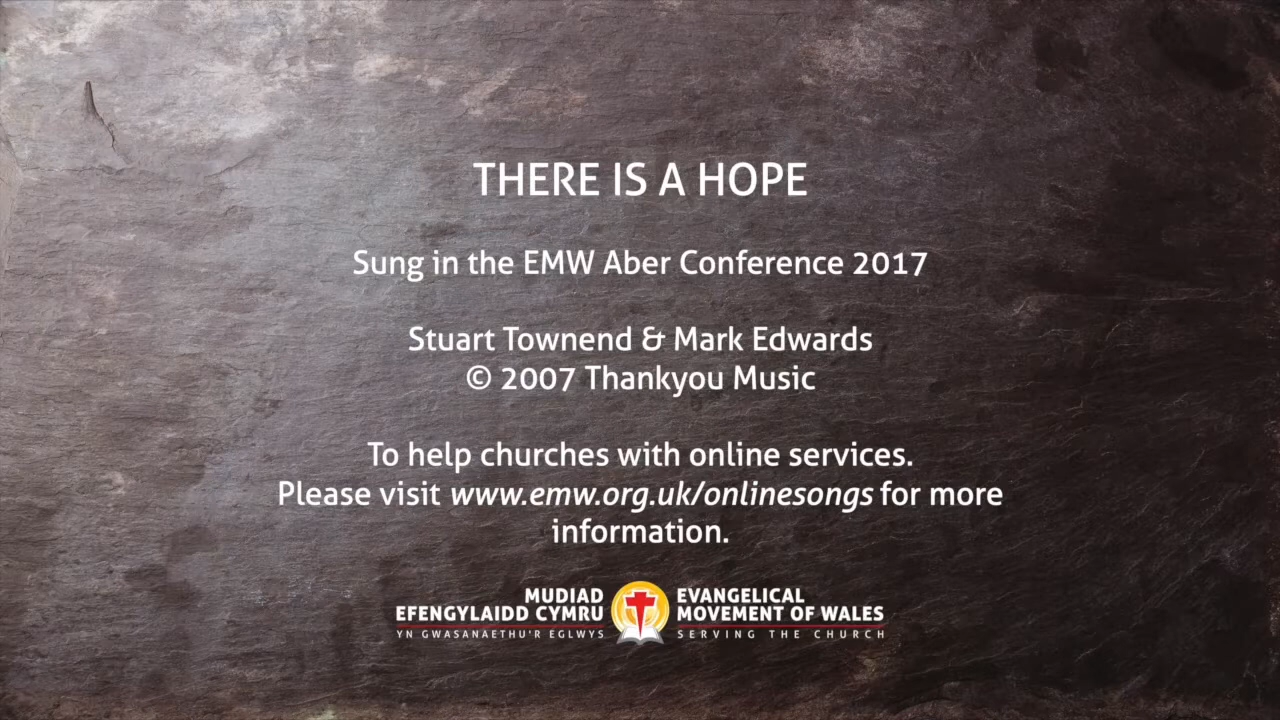 THERE IS A HOPE
Sung in the EMW Aber Conference 2017
Stuart Townend & Mark Edwards
© 2007 Thankyou Music
To help churches with online services.
Please visit www.emw.org.uk/onlinesongs for more
information.
MUDIAD
EFENGYLAIDD CYMRU
YN GWASANAETHU'R EGLWYS
EVANGELICAL
MOVEMENT OF WALES
SERVING THE CHURCH